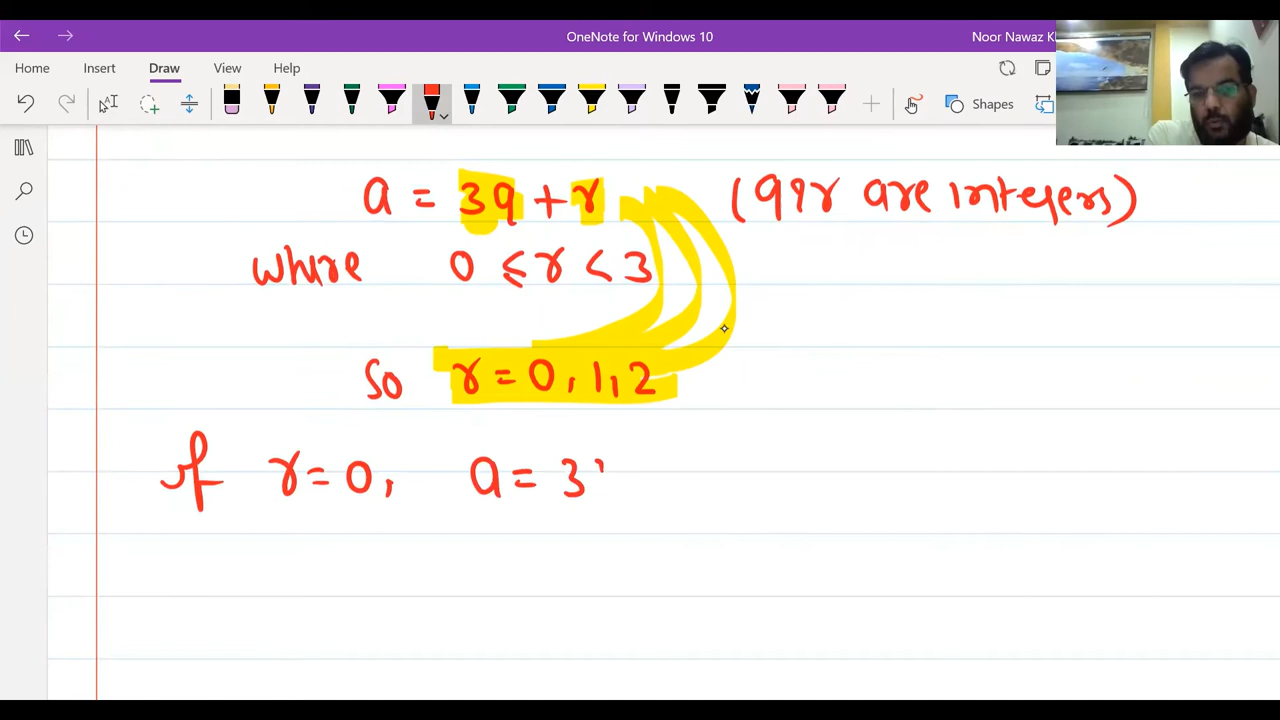 OneNote for Windows 10
Noor Nawaz K
Home Insert Draw View Help
Shapes
a = 3q + r (q & r are integers)
where 0 ≤ r < 3
So r = 0, 1, 2
if r = 0, a = 3